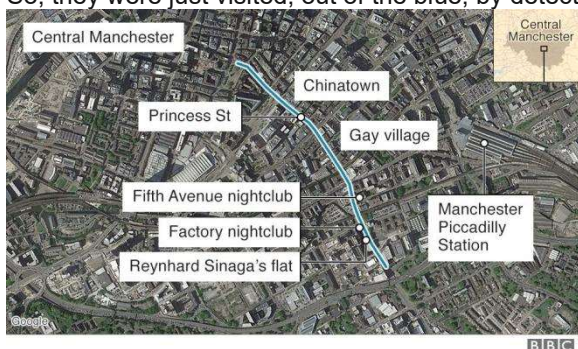 So, they were just visited, out of the blue, by detect
Central Manchester
Central
Manchester
Chinatown
Princess St
Gay village
Fifth Avenue nightclub
Factory nightclub
Reynhard Sinaga's flat
Manchester
Piccadilly
Station
Google
BBC